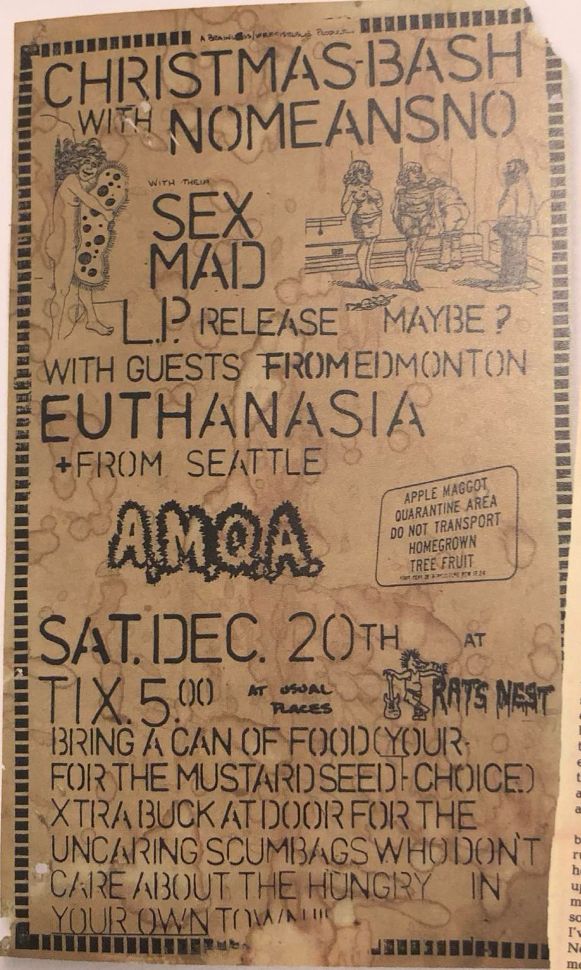 A BRAINLESS/
CHRISTMAS-BASH
WITH NOMEANSNO
WITH THEIR
SEX
MAD
L.P. RELEASE MAYBE?
WITH GUESTS FROM EDMONTON
EUTHANASIA
+FROM SEATTLE
A.M.Q.A.
APPLE MAGGOT
QUARANTINE AREA
DO NOT TRANSPORT
HOMEGROWN
TREE FRUIT
SAT. DEC. 20TH AT
TIX. 5.00 AT USUAL PLACES RATS NEST
BRING A CAN OF FOOD (YOUR-
FOR THE MUSTARD SEED - CHOICE)
XTRA BUCK AT DOOR FOR THE
UNCARING SCUMBAGS WHO DON'T
CARE ABOUT THE HUNGRY IN
YOUR OWN TOWN!!!